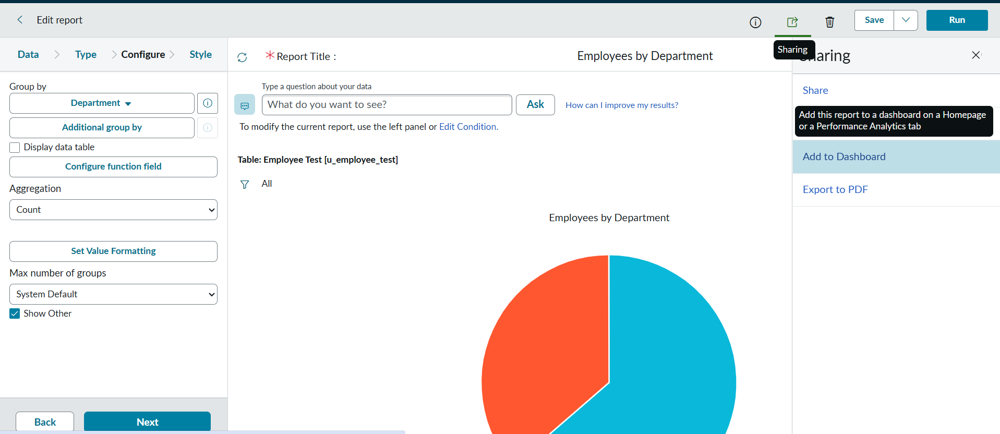 Edit report
Save
Run
Data
Type
Configure
Style
*Report Title :
Employees by Department
Sharing
Sharing
Group by
Department
Additional group by
Display data table
Configure function field
Aggregation
Count
Set Value Formatting
Max number of groups
System Default
Show Other
Back
Next
Type a question about your data
What do you want to see?
Ask
How can I improve my results?
To modify the current report, use the left panel or Edit Condition.
Table: Employee Test [u_employee_test]
All
Employees by Department
Share
Add this report to a dashboard on a Homepage
or a Performance Analytics tab
Add to Dashboard
Export to PDF